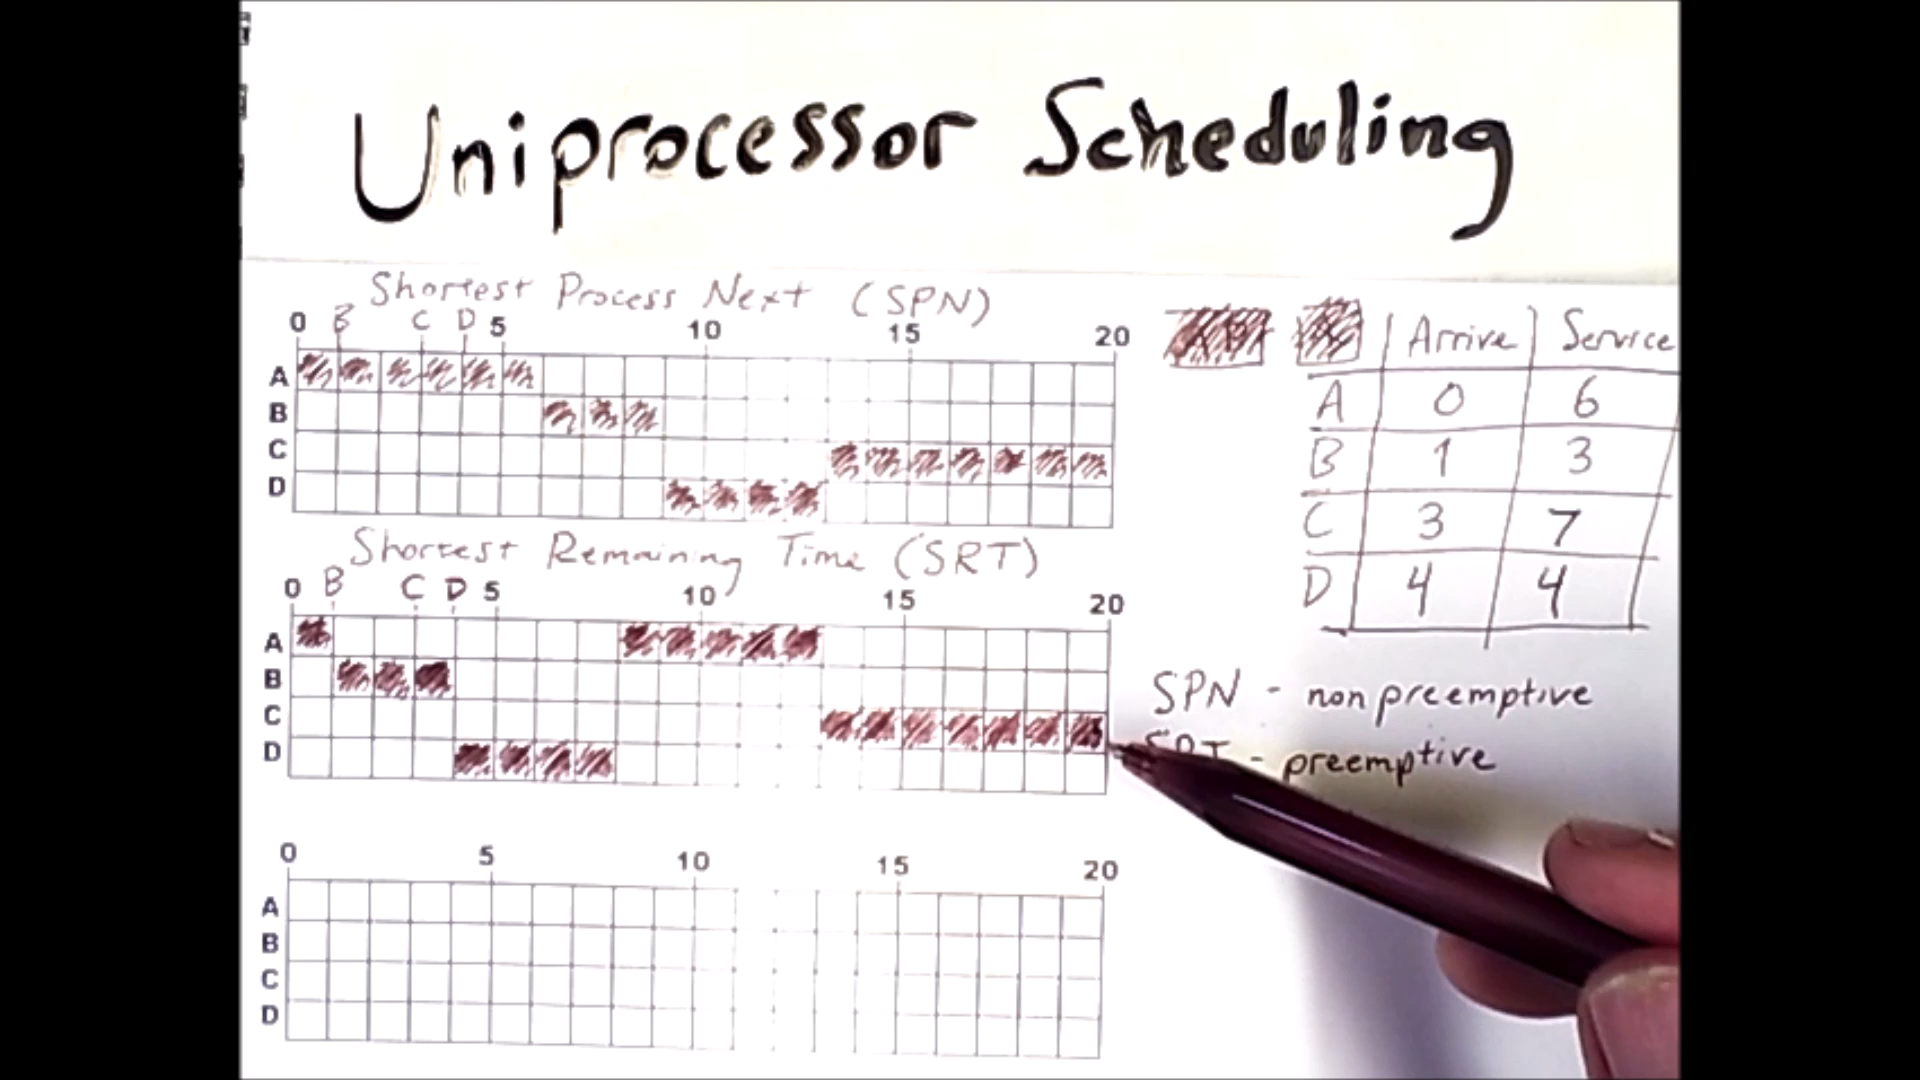 Uniprocessor Scheduling
Shortest Process Next (SPN)
0 B C D 5 10 15 20
A
B
C
D
Shortest Remaining Time (SRT)
0 B C D 5 10 15 20
A
B
C
D
0 5 10 15 20
A
B
C
D
Arrive Service
A 0 6
B 1 3
C 3 7
D 4 4
SPN - nonpreemptive
SRT - preemptive